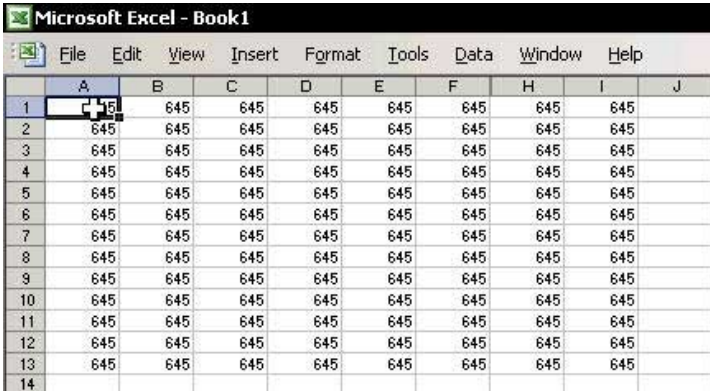 Microsoft Excel - Book1
File Edit View Insert Format Tools Data Window Help
A B C D E F H I J
1 645 645 645 645 645 645 645
2 645 645 645 645 645 645 645 645
3 645 645 645 645 645 645 645 645
4 645 645 645 645 645 645 645 645
5 645 645 645 645 645 645 645 645
6 645 645 645 645 645 645 645 645
7 645 645 645 645 645 645 645 645
8 645 645 645 645 645 645 645 645
9 645 645 645 645 645 645 645 645
10 645 645 645 645 645 645 645 645
11 645 645 645 645 645 645 645 645
12 645 645 645 645 645 645 645 645
13 645 645 645 645 645 645 645 645
14